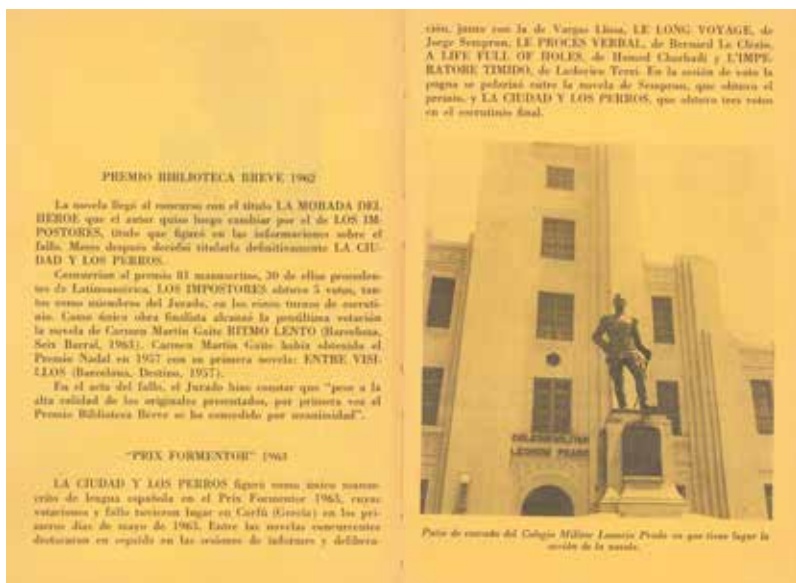 PREMIO BIBLIOTECA BREVE 1962
La novela llegó al concurso con el título LA MORADA DEL
HEROE que el autor quiso luego cambiar por el de LOS IM-
POSTORES, título que figuró en las informaciones sobre el
fallo. Meses después decidió titularla definitivamente LA CIU-
DAD Y LOS PERROS.
Concurrían al premio 81 manuscritos, 30 de ellos proceden-
tes de Latinoamérica. LOS IMPOSTORES obtuvo 5 votos, tan-
tos como miembros del Jurado, en los cinco turnos de escruti-
nio. Como única obra finalista alcanzó la penúltima votación
la novela de Carmen Martín Gaite RITMO LENTO (Barcelona,
Seix Barral, 1963). Carmen Martín Gaite había obtenido el
Premio Nadal en 1957 con su primera novela: ENTRE VISI-
LLOS (Barcelona, Destino, 1957).
En el acta del fallo, el Jurado hizo constar que "pese a la
alta calidad de los originales presentados, por primera vez el
Premio Biblioteca Breve se ha concedido por unanimidad".
"PRIX FORMENTOR" 1963
LA CIUDAD Y LOS PERROS figuró como único manus-
crito de lengua española en el Prix Formentor 1963, cuyas
votaciones y fallo tuvieron lugar en Corfú (Grecia) en los pri-
meros días de mayo de 1963. Entre las novelas concurrentes
destacaron en seguida en las sesiones de informes y delibera-
ción, junto con la de Vargas Llosa, LE LONG VOYAGE, de
Jorge Semprun, LE PROCES VERBAL, de Bernard Le Clézio,
A LIFE FULL OF HOLES, de Hamed Charhadi y L'IMPE-
RATORE TIMIDO, de Ludovico Terzi. En la sesión de voto la
pugna se polarizó entre la novela de Semprun, que obtuvo el
premio, y LA CIUDAD Y LOS PERROS, que obtuvo tres votos
en el escrutinio final.
COLEGIO MILITAR
LEONCIO PRADO
Patio de entrada del Colegio Militar Leoncio Prado en que tiene lugar la
acción de la novela.